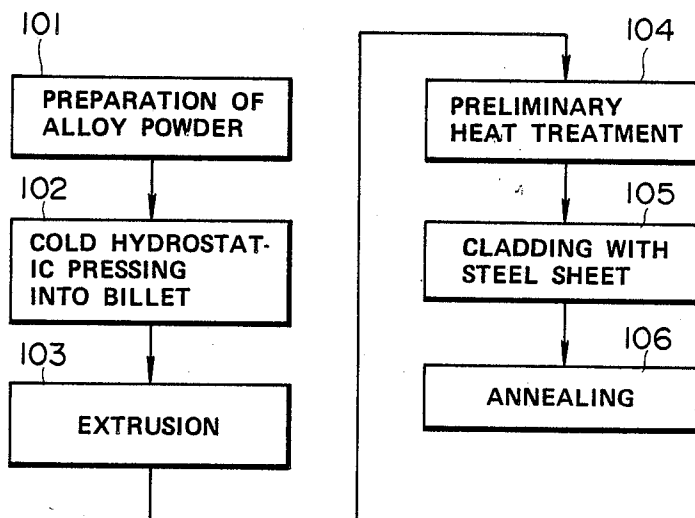 101
PREPARATION OF
ALLOY POWDER
102
COLD HYDROSTAT-
IC PRESSING
INTO BILLET
103
EXTRUSION
104
PRELIMINARY
HEAT TREATMENT
105
CLADDING WITH
STEEL SHEET
106
ANNEALING